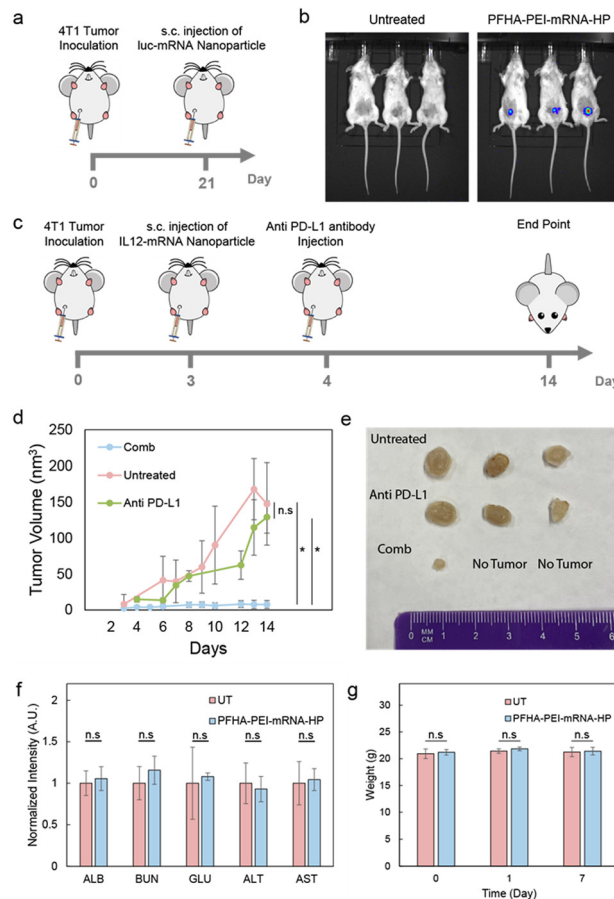 a
4T1 Tumor
Inoculation
s.c. injection of
luc-mRNA Nanoparticle
0
21
Day
b
Untreated
PFHA-PEI-mRNA-HP
c
4T1 Tumor
Inoculation
s.c. injection of
IL12-mRNA Nanoparticle
Anti PD-L1 antibody
Injection
End Point
0
3
4
14
Day
d
Tumor Volume (nm³)
250
200
150
100
50
0
Comb
Untreated
Anti PD-L1
n.s
*
*
2 4 6 8 10 12 14
Days
e
Untreated
Anti PD-L1
Comb
No Tumor
No Tumor
0 1 2 3 4 5 6
MM
CM
f
Normalized Intensity (A.U.)
2
1.5
1
0.5
0
UT
PFHA-PEI-mRNA-HP
n.s n.s n.s n.s n.s
ALB BUN GLU ALT AST
g
Weight (g)
30
25
20
15
10
5
0
UT
PFHA-PEI-mRNA-HP
n.s n.s n.s
0 1 7
Time (Day)